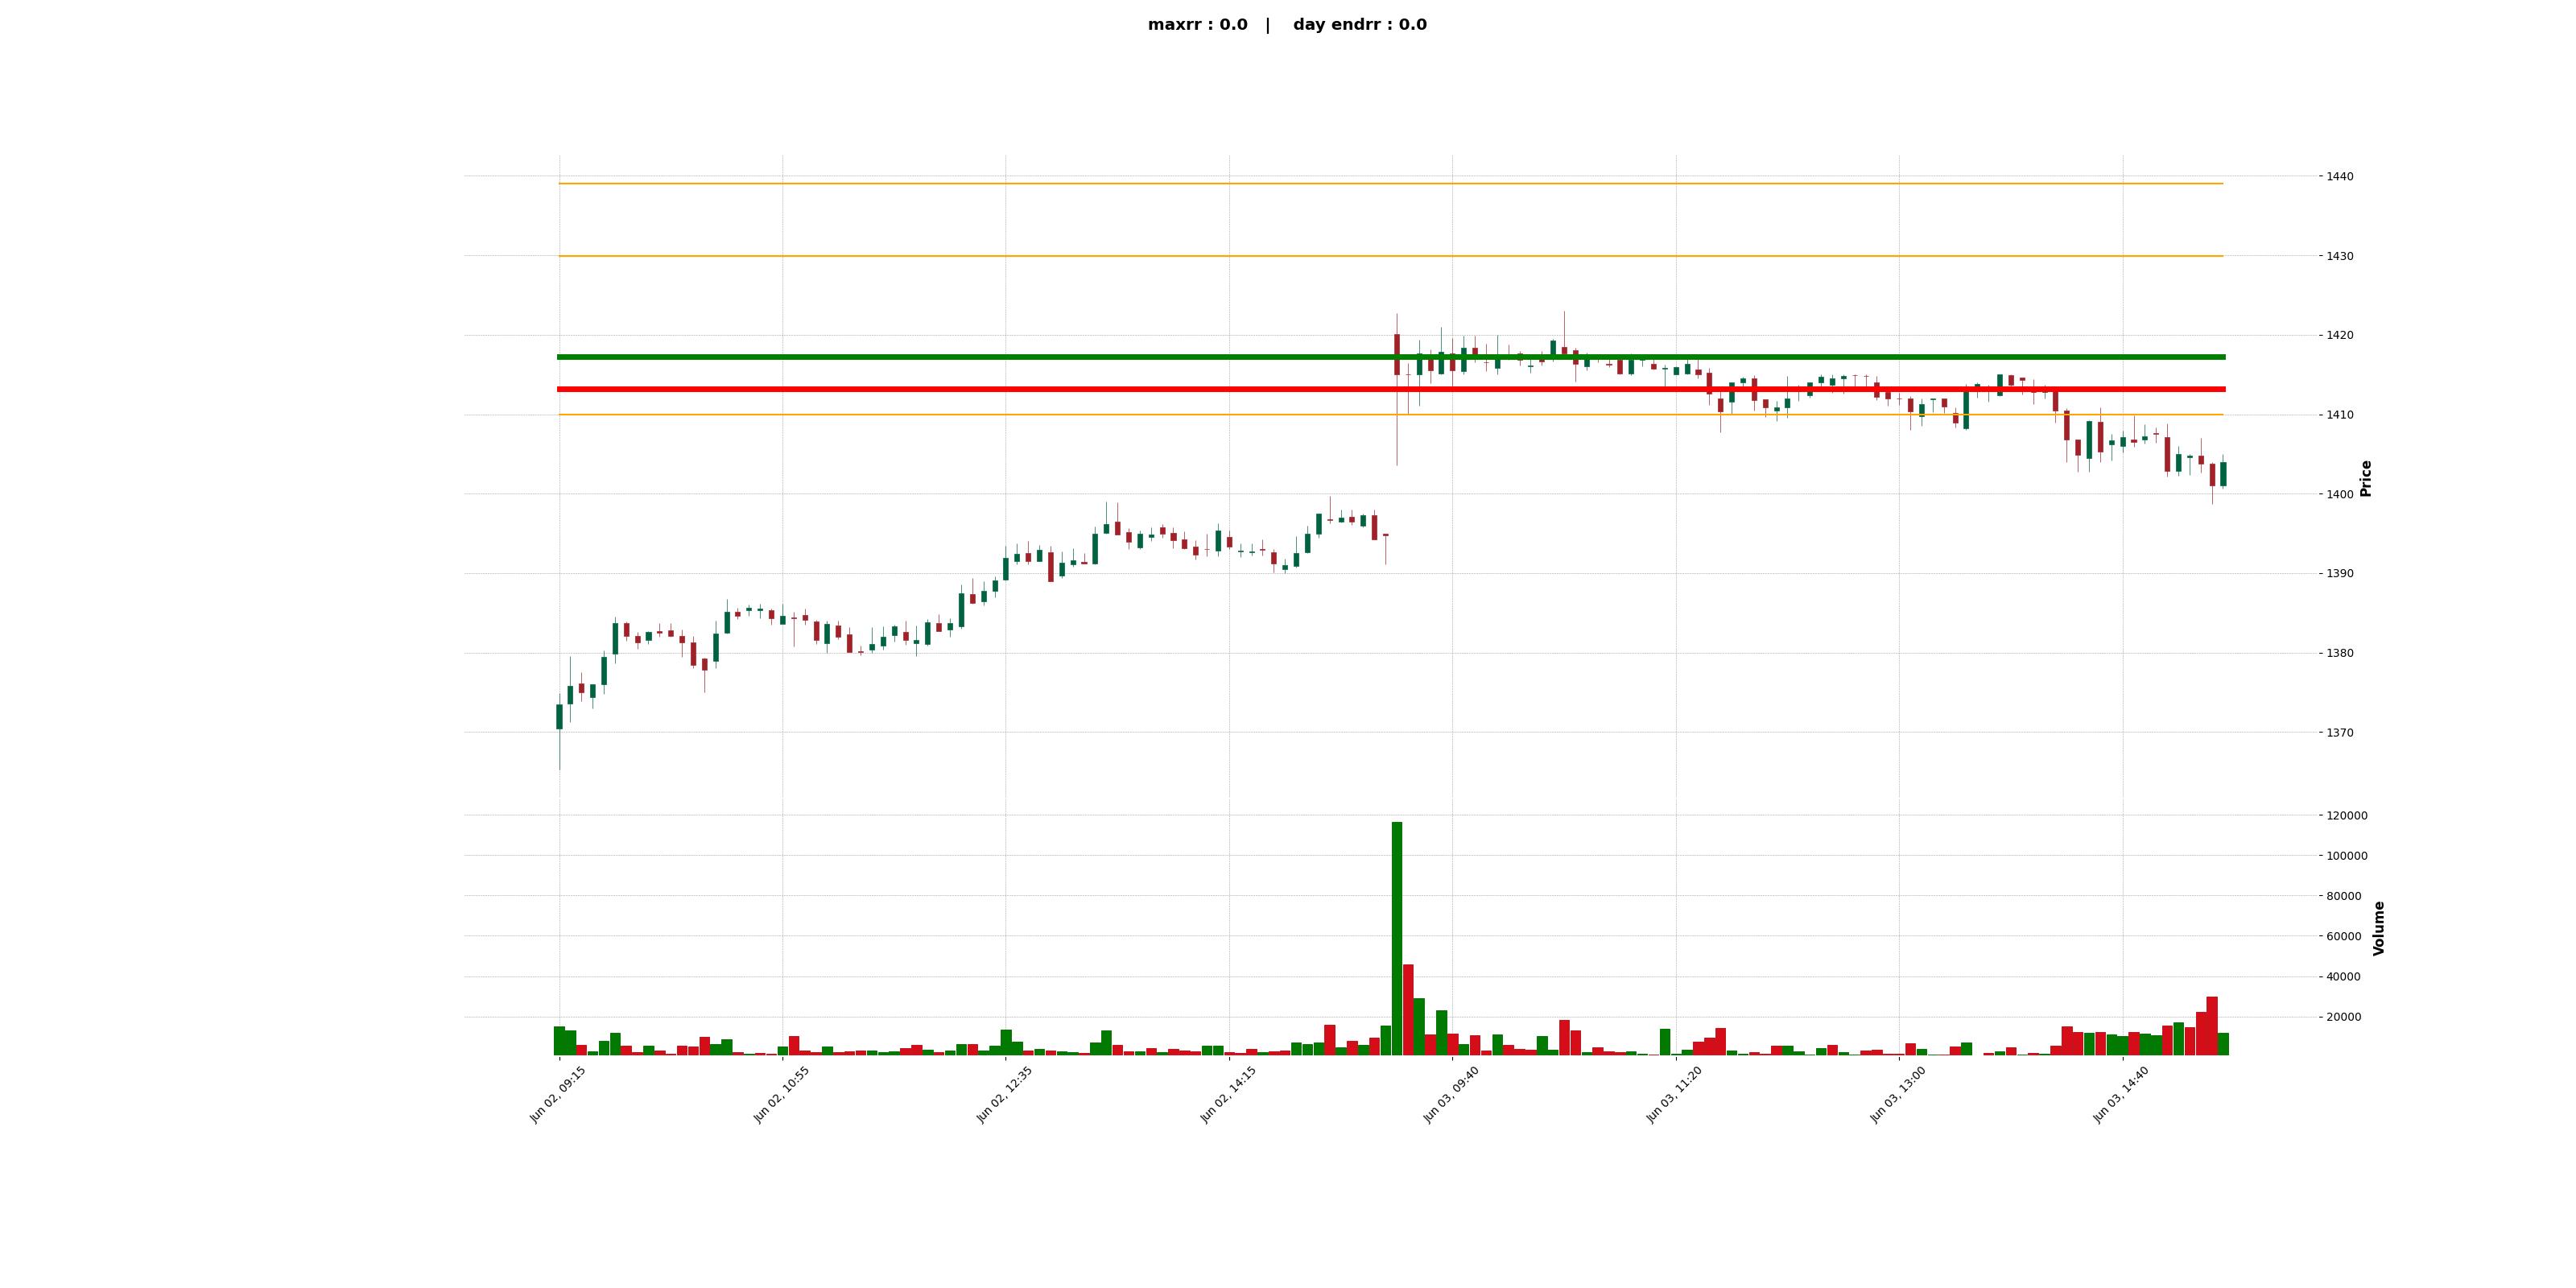 maxrr : 0.0 | day endrr : 0.0
1440
1430
1420
1410
1400
1390
1380
1370
Price
120000
100000
80000
60000
40000
20000
Volume
Jun 02, 09:15
Jun 02, 10:55
Jun 02, 12:35
Jun 02, 14:15
Jun 03, 09:40
Jun 03, 11:20
Jun 03, 13:00
Jun 03, 14:40